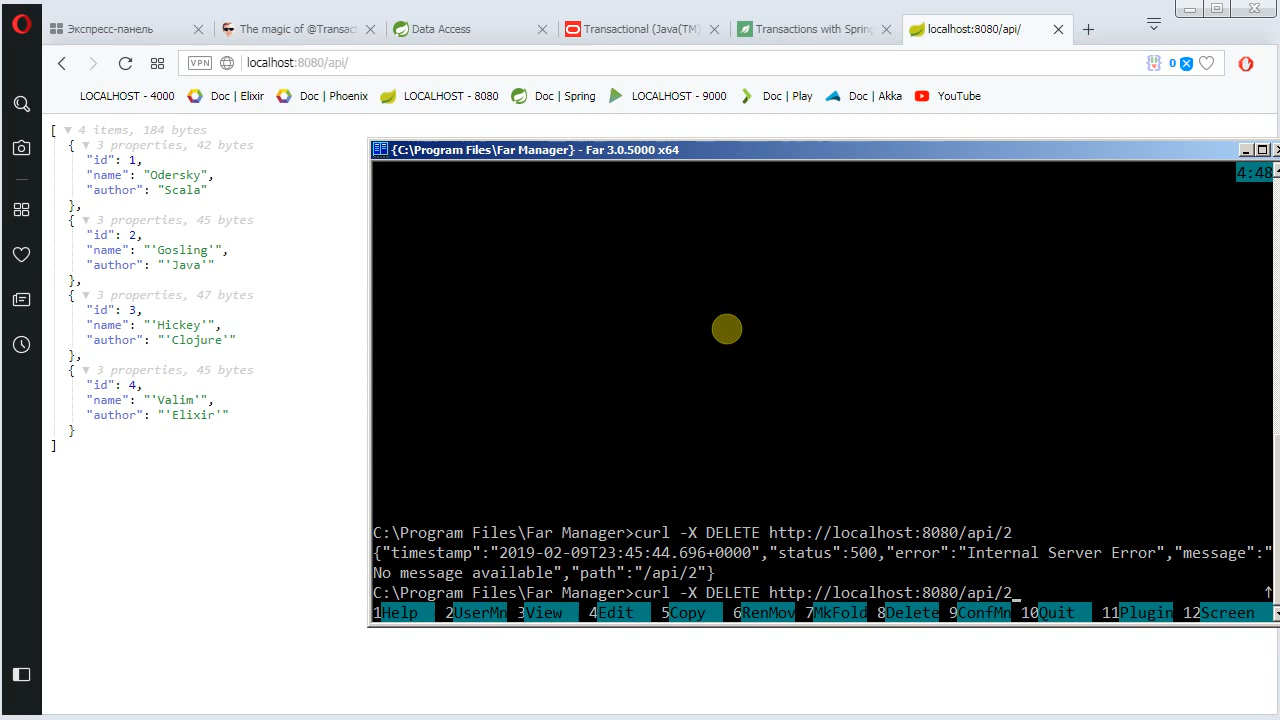 Экспресс-панель
The magic of @Transact
Data Access
Transactional (Java(TM)
Transactions with Spring
localhost:8080/api/
VPN
localhost:8080/api/
0
LOCALHOST - 4000
Doc | Elixir
Doc | Phoenix
LOCALHOST - 8080
Doc | Spring
LOCALHOST - 9000
Doc | Play
Doc | Akka
YouTube
[ ▼ 4 items, 184 bytes
{ ▼ 3 properties, 42 bytes
"id": 1,
"name": "Odersky",
"author": "Scala"
},
{ ▼ 3 properties, 45 bytes
"id": 2,
"name": "'Gosling'",
"author": "'Java'"
},
{ ▼ 3 properties, 47 bytes
"id": 3,
"name": "'Hickey'",
"author": "'Clojure'"
},
{ ▼ 3 properties, 45 bytes
"id": 4,
"name": "'Valim'",
"author": "'Elixir'"
}
]
{C:\Program Files\Far Manager} - Far 3.0.5000 x64
4:48
C:\Program Files\Far Manager>curl -X DELETE http://localhost:8080/api/2
{"timestamp":"2019-02-09T23:45:44.696+0000","status":500,"error":"Internal Server Error","message":"
No message available","path":"/api/2"}
C:\Program Files\Far Manager>curl -X DELETE http://localhost:8080/api/2_
1Help 2UserMn 3View 4Edit 5Copy 6RenMov 7MkFold 8Delete 9ConfMn 10Quit 11Plugin 12Screen